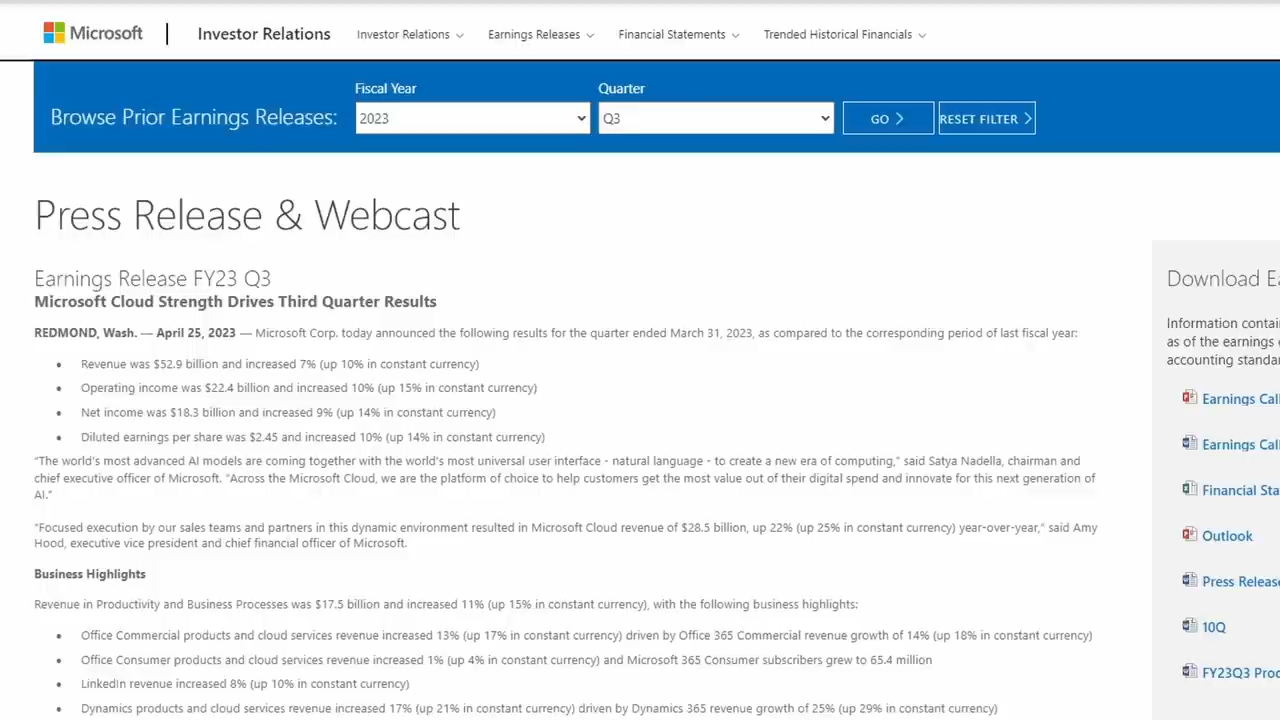 Microsoft | Investor Relations Investor Relations Earnings Releases Financial Statements Trended Historical Financials
Fiscal Year Quarter
Browse Prior Earnings Releases: 2023 Q3 GO RESET FILTER
Press Release & Webcast
Earnings Release FY23 Q3
Microsoft Cloud Strength Drives Third Quarter Results
REDMOND, Wash. — April 25, 2023 — Microsoft Corp. today announced the following results for the quarter ended March 31, 2023, as compared to the corresponding period of last fiscal year:
• Revenue was $52.9 billion and increased 7% (up 10% in constant currency)
• Operating income was $22.4 billion and increased 10% (up 15% in constant currency)
• Net income was $18.3 billion and increased 9% (up 14% in constant currency)
• Diluted earnings per share was $2.45 and increased 10% (up 14% in constant currency)
"The world's most advanced AI models are coming together with the world's most universal user interface - natural language - to create a new era of computing," said Satya Nadella, chairman and
chief executive officer of Microsoft. "Across the Microsoft Cloud, we are the platform of choice to help customers get the most value out of their digital spend and innovate for this next generation of
AI."
"Focused execution by our sales teams and partners in this dynamic environment resulted in Microsoft Cloud revenue of $28.5 billion, up 22% (up 25% in constant currency) year-over-year," said Amy
Hood, executive vice president and chief financial officer of Microsoft.
Business Highlights
Revenue in Productivity and Business Processes was $17.5 billion and increased 11% (up 15% in constant currency), with the following business highlights:
• Office Commercial products and cloud services revenue increased 13% (up 17% in constant currency) driven by Office 365 Commercial revenue growth of 14% (up 18% in constant currency)
• Office Consumer products and cloud services revenue increased 1% (up 4% in constant currency) and Microsoft 365 Consumer subscribers grew to 65.4 million
• LinkedIn revenue increased 8% (up 10% in constant currency)
• Dynamics products and cloud services revenue increased 17% (up 21% in constant currency) driven by Dynamics 365 revenue growth of 25% (up 29% in constant currency)
Download Ea
Information contain
as of the earnings
accounting standa
Earnings Call
Earnings Call
Financial Sta
Outlook
Press Release
10Q
FY23Q3 Prod